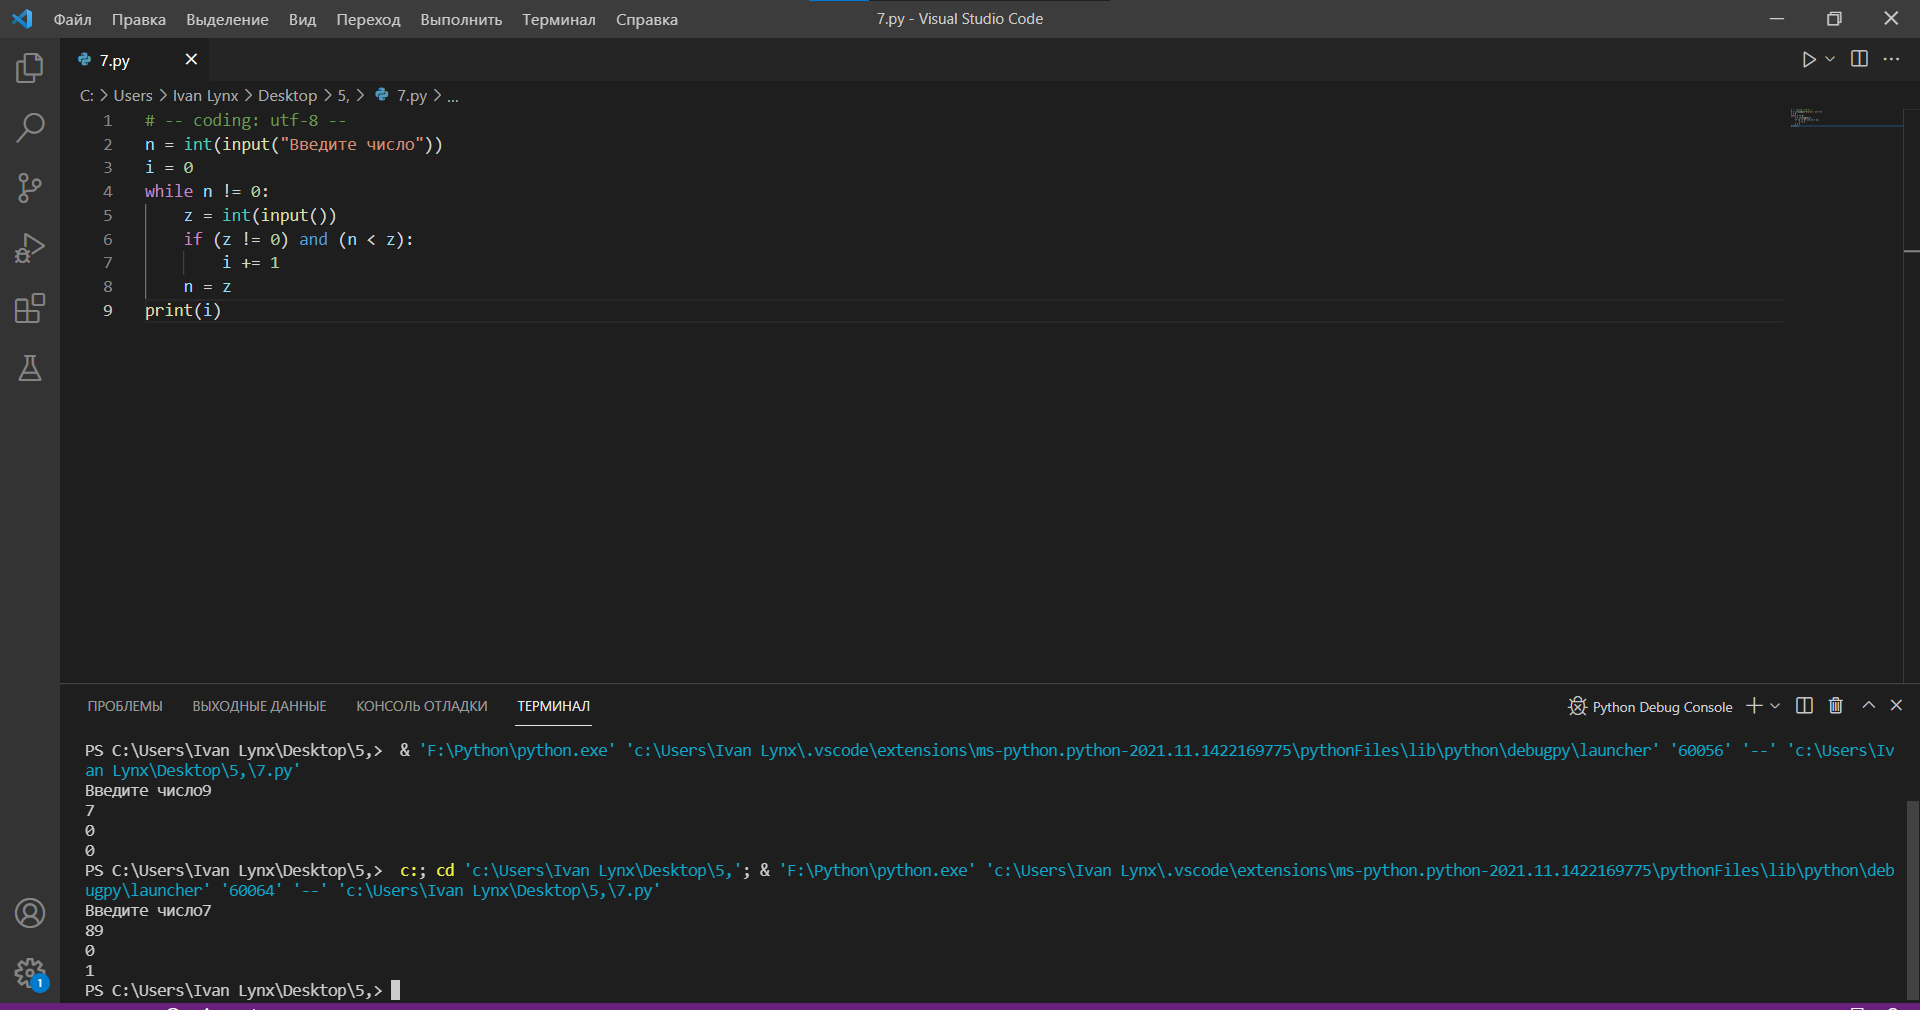 Файл Правка Выделение Вид Переход Выполнить Терминал Справка 7.py - Visual Studio Code
7.py
C: > Users > Ivan Lynx > Desktop > 5, > 7.py > ...
1 # -- coding: utf-8 --
2 n = int(input("Введите число"))
3 i = 0
4 while n != 0:
5 z = int(input())
6 if (z != 0) and (n < z):
7 i += 1
8 n = z
9 print(i)
ПРОБЛЕМЫ ВЫХОДНЫЕ ДАННЫЕ КОНСОЛЬ ОТЛАДКИ ТЕРМИНАЛ Python Debug Console
PS C:\Users\Ivan Lynx\Desktop\5,> & 'F:\Python\python.exe' 'c:\Users\Ivan Lynx\.vscode\extensions\ms-python.python-2021.11.1422169775\pythonFiles\lib\python\debugpy\launcher' '60056' '--' 'c:\Users\Iv
an Lynx\Desktop\5,\7.py'
Введите число9
7
0
0
PS C:\Users\Ivan Lynx\Desktop\5,> c:; cd 'c:\Users\Ivan Lynx\Desktop\5,'; & 'F:\Python\python.exe' 'c:\Users\Ivan Lynx\.vscode\extensions\ms-python.python-2021.11.1422169775\pythonFiles\lib\python\deb
ugpy\launcher' '60064' '--' 'c:\Users\Ivan Lynx\Desktop\5,\7.py'
Введите число7
89
0
1
1
PS C:\Users\Ivan Lynx\Desktop\5,>